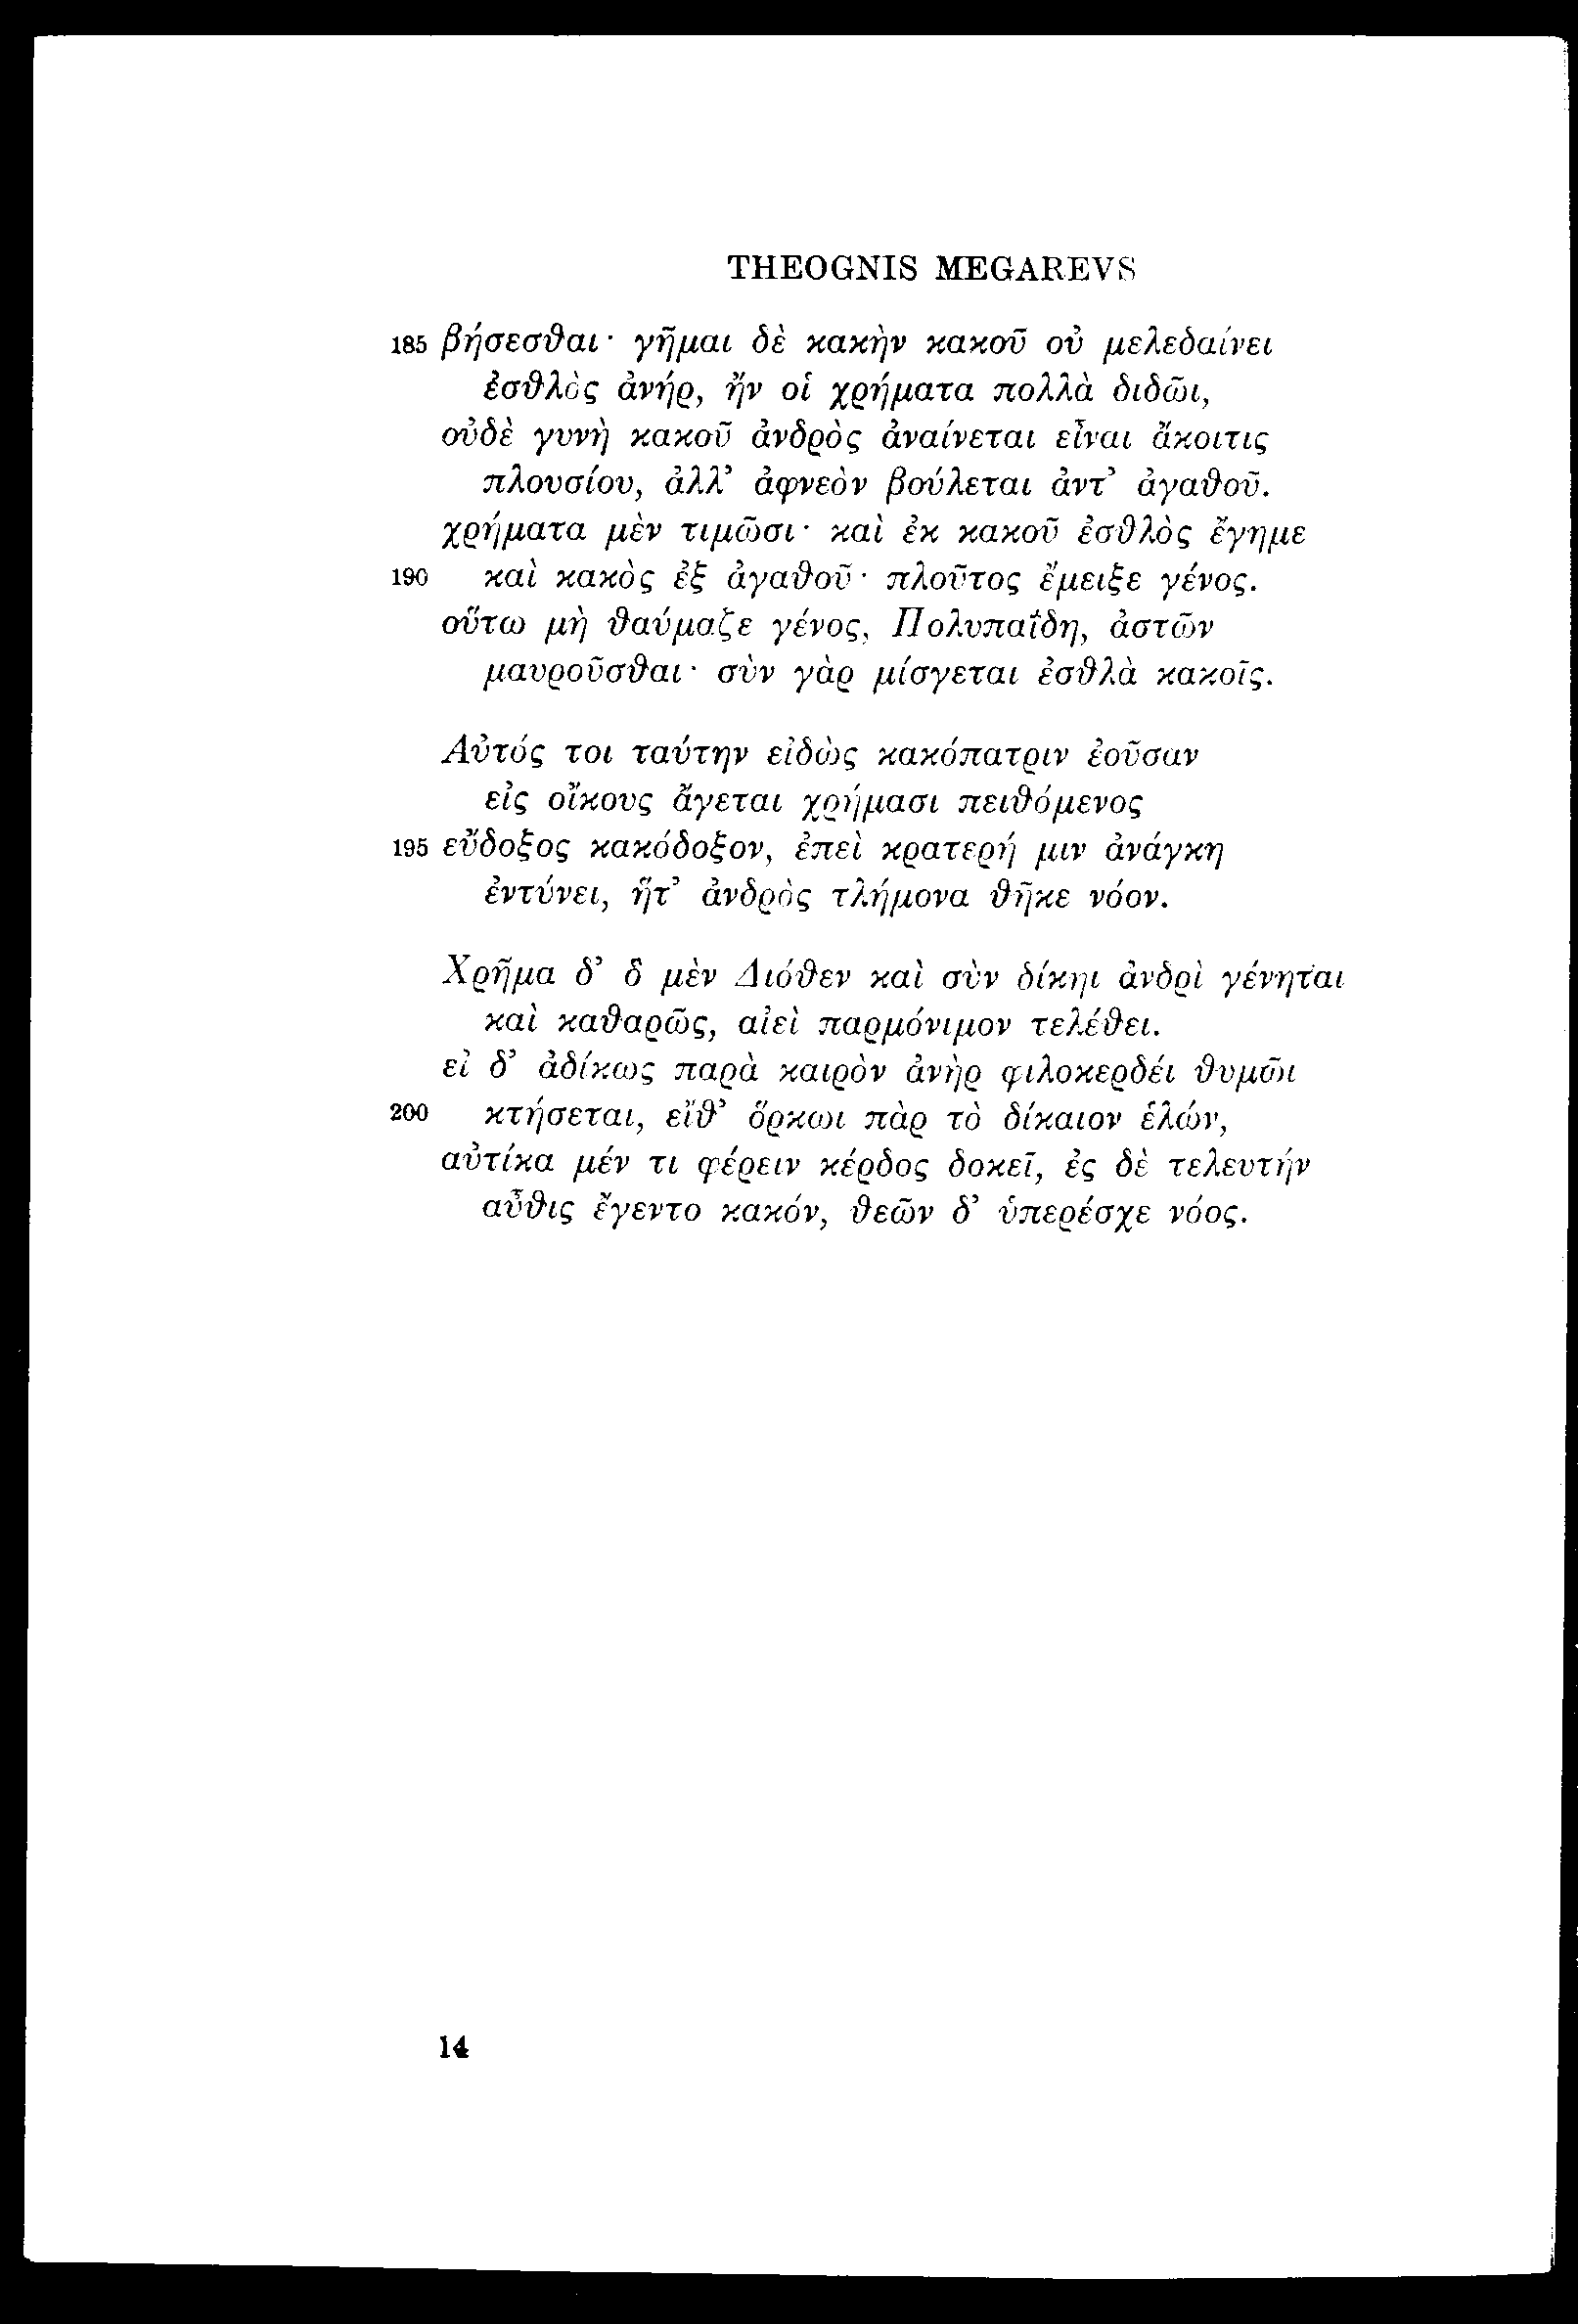 THEOGNIS MEGAREVS
185 βήσεσθαι· γῆμαι δὲ κακὴν κακοῦ οὐ μελεδαίνει
ἐσθλὸς ἀνήρ, ἤν οἱ χρήματα πολλὰ διδῶι,
οὐδὲ γυνὴ κακοῦ ἀνδρὸς ἀναίνεται εἶναι ἄκοιτις
πλουσίου, ἀλλ’ ἀφνεὸν βούλεται ἀντ’ ἀγαθοῦ.
χρήματα μὲν τιμῶσι· καὶ ἐκ κακοῦ ἐσθλὸς ἔγημε
190 καὶ κακὸς ἐξ ἀγαθοῦ· πλοῦτος ἔμειξε γένος.
οὕτω μὴ θαύμαζε γένος, Πολυπαΐδη, ἀστῶν
μαυροῦσθαι· σὺν γὰρ μίσγεται ἐσθλὰ κακοῖς.
Αὐτός τοι ταύτην εἰδὼς κακόπατριν ἐοῦσαν
εἰς οἴκους ἄγεται χρήμασι πειθόμενος
195 εὔδοξος κακόδοξον, ἐπεὶ κρατερή μιν ἀνάγκη
ἐντύνει, ἥτ’ ἀνδρὸς τλήμονα θῆκε νόον.
Χρῆμα δ’ ὃ μὲν Διόθεν καὶ σὺν δίκηι ἀνδρὶ γένηται
καὶ καθαρῶς, αἰεὶ παρμόνιμον τελέθει.
εἰ δ’ ἀδίκως παρὰ καιρὸν ἀνὴρ φιλοκερδέι θυμῶι
200 κτήσεται, εἴθ’ ὅρκωι πὰρ τὸ δίκαιον ἑλών,
αὐτίκα μέν τι φέρειν κέρδος δοκεῖ, ἐς δὲ τελευτήν
αὖθις ἔγεντο κακόν, θεῶν δ’ ὑπερέσχε νόος.
14